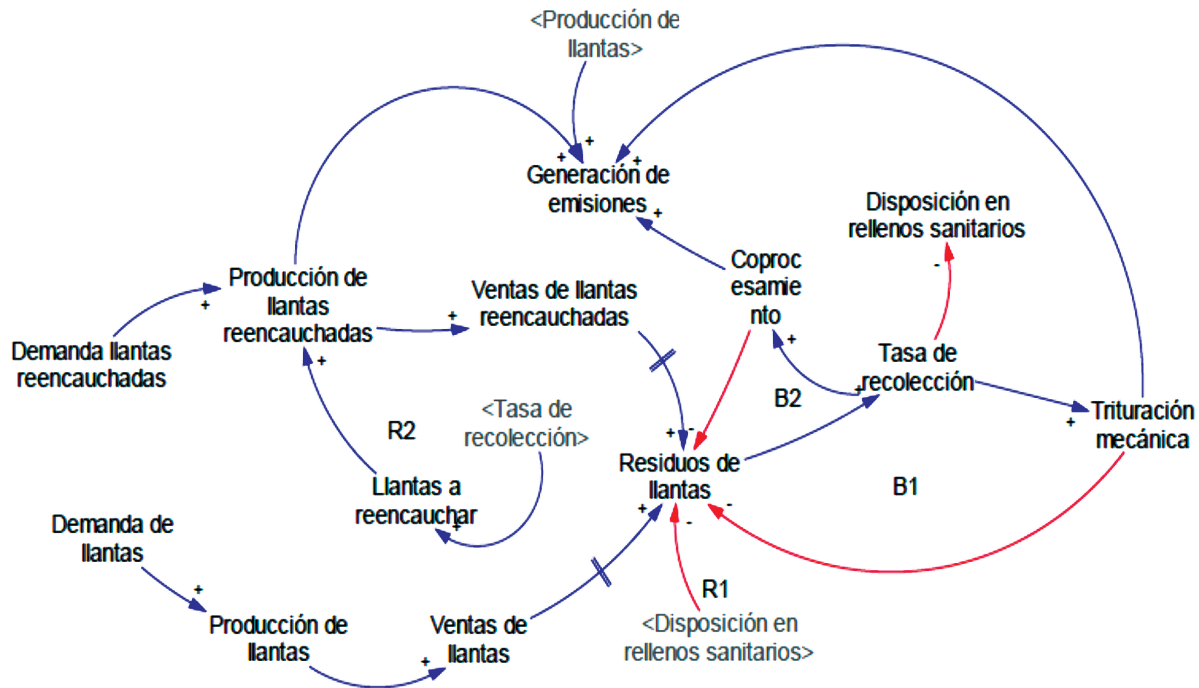 <Producción de
llantas>
+
+
+
Generación de
emisiones
+
Disposición en
rellenos sanitarios
-
Coproc
esamie
nto
+
Producción de
llantas
reencauchadas
+
+
Ventas de llantas
reencauchadas
+
Demanda llantas
reencauchadas
Tasa de
recolección
+
+
Trituración
mecánica
B2
<Tasa de
recolección>
R2
+
-
Residuos de
llantas
+
-
-
B1
Llantas a
reencauchar
+
Demanda de
llantas
+
R1
Producción de
llantas
+
Ventas de
llantas
<Disposición en
rellenos sanitarios>